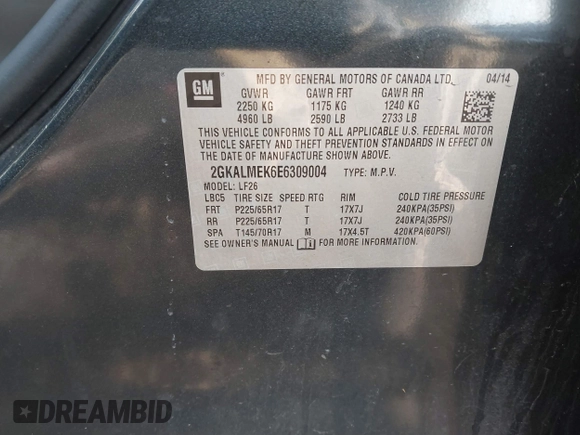 GM
MFD BY GENERAL MOTORS OF CANADA LTD. 04/14
GVWR GAWR FRT GAWR RR
2250 KG 1175 KG 1240 KG
4960 LB 2590 LB 2733 LB
THIS VEHICLE CONFORMS TO ALL APPLICABLE U.S. FEDERAL MOTOR
VEHICLE SAFETY AND THEFT PREVENTION STANDARDS IN EFFECT ON
THE DATE OF MANUFACTURE SHOWN ABOVE.
2GKALMEK6E6309004 TYPE: M.P.V.
MODEL: LF26
LBC5 TIRE SIZE SPEED RTG RIM COLD TIRE PRESSURE
FRT P225/65R17 T 17X7J 240KPA(35PSI)
RR P225/65R17 T 17X7J 240KPA(35PSI)
SPA T145/70R17 M 17X4.5T 420KPA(60PSI)
SEE OWNER'S MANUAL FOR MORE INFORMATION.
DREAMBID